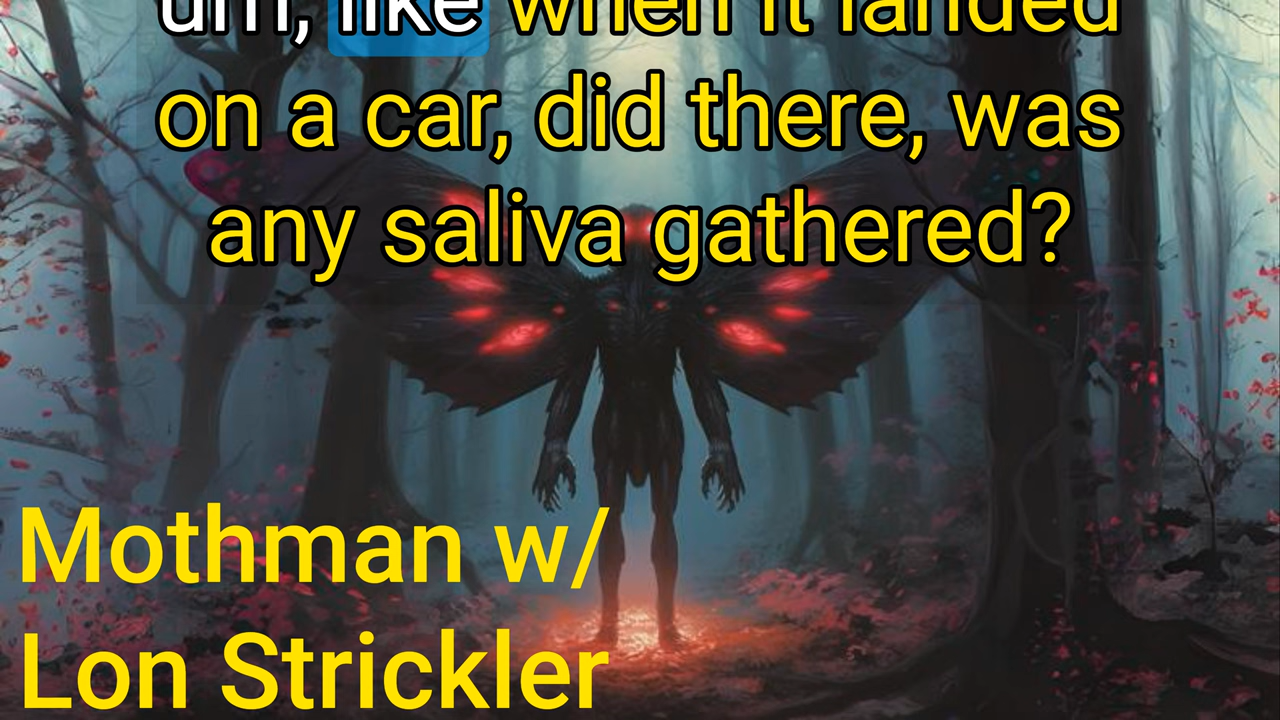 um, like when it landed
on a car, did there, was
any saliva gathered?
Mothman w/
Lon Strickler